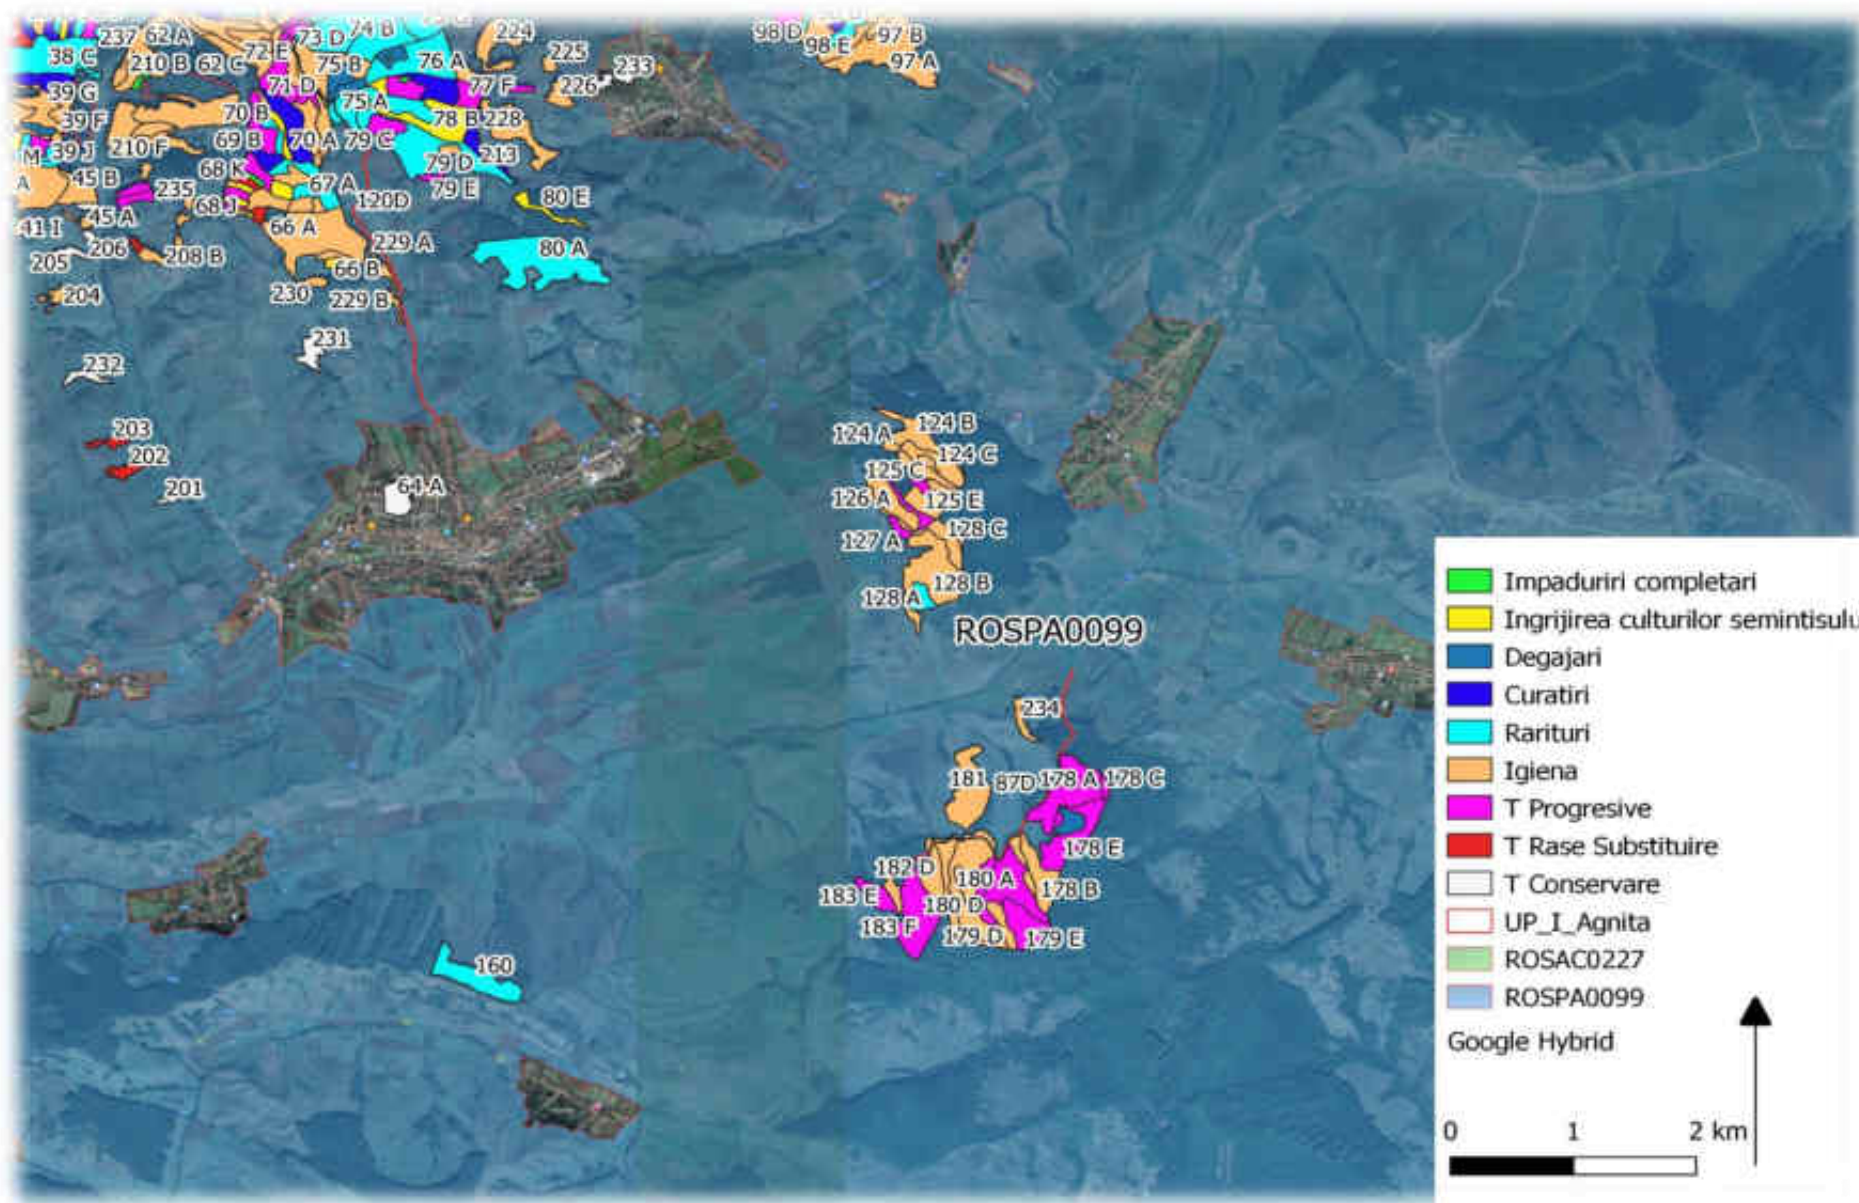 237
62 A
73 D
74 B
224
98 D
97 B
38 C
72 E
98 E
210 B
62 C
75 B
76 A
225
233
97 A
71 D
77 F
226
39 G
75 A
39 F
70 B
78 B
228
69 B
70 A
79 C
M
39 J
210 F
79 D
213
68 K
A
45 B
235
67 A
79 E
68 J
120D
80 E
45 A
41 I
66 A
229 A
206
208 B
80 A
205
66 B
204
230
229 B
231
232
203
202
201
64 A
124 B
124 A
124 C
125 C
126 A
125 E
128 C
127 A
128 B
128 A
ROSPA0099
234
181
87D
178 A
178 C
178 E
182 D
180 A
183 E
178 B
180 D
183 F
179 D
179 E
160
Impaduriri completari
Ingrijirea culturilor semintisulu
Degajari
Curatiri
Rarituri
Igiena
T Progresive
T Rase Substituire
T Conservare
UP_I_Agnita
ROSAC0227
ROSPA0099
Google Hybrid
0 1 2 km